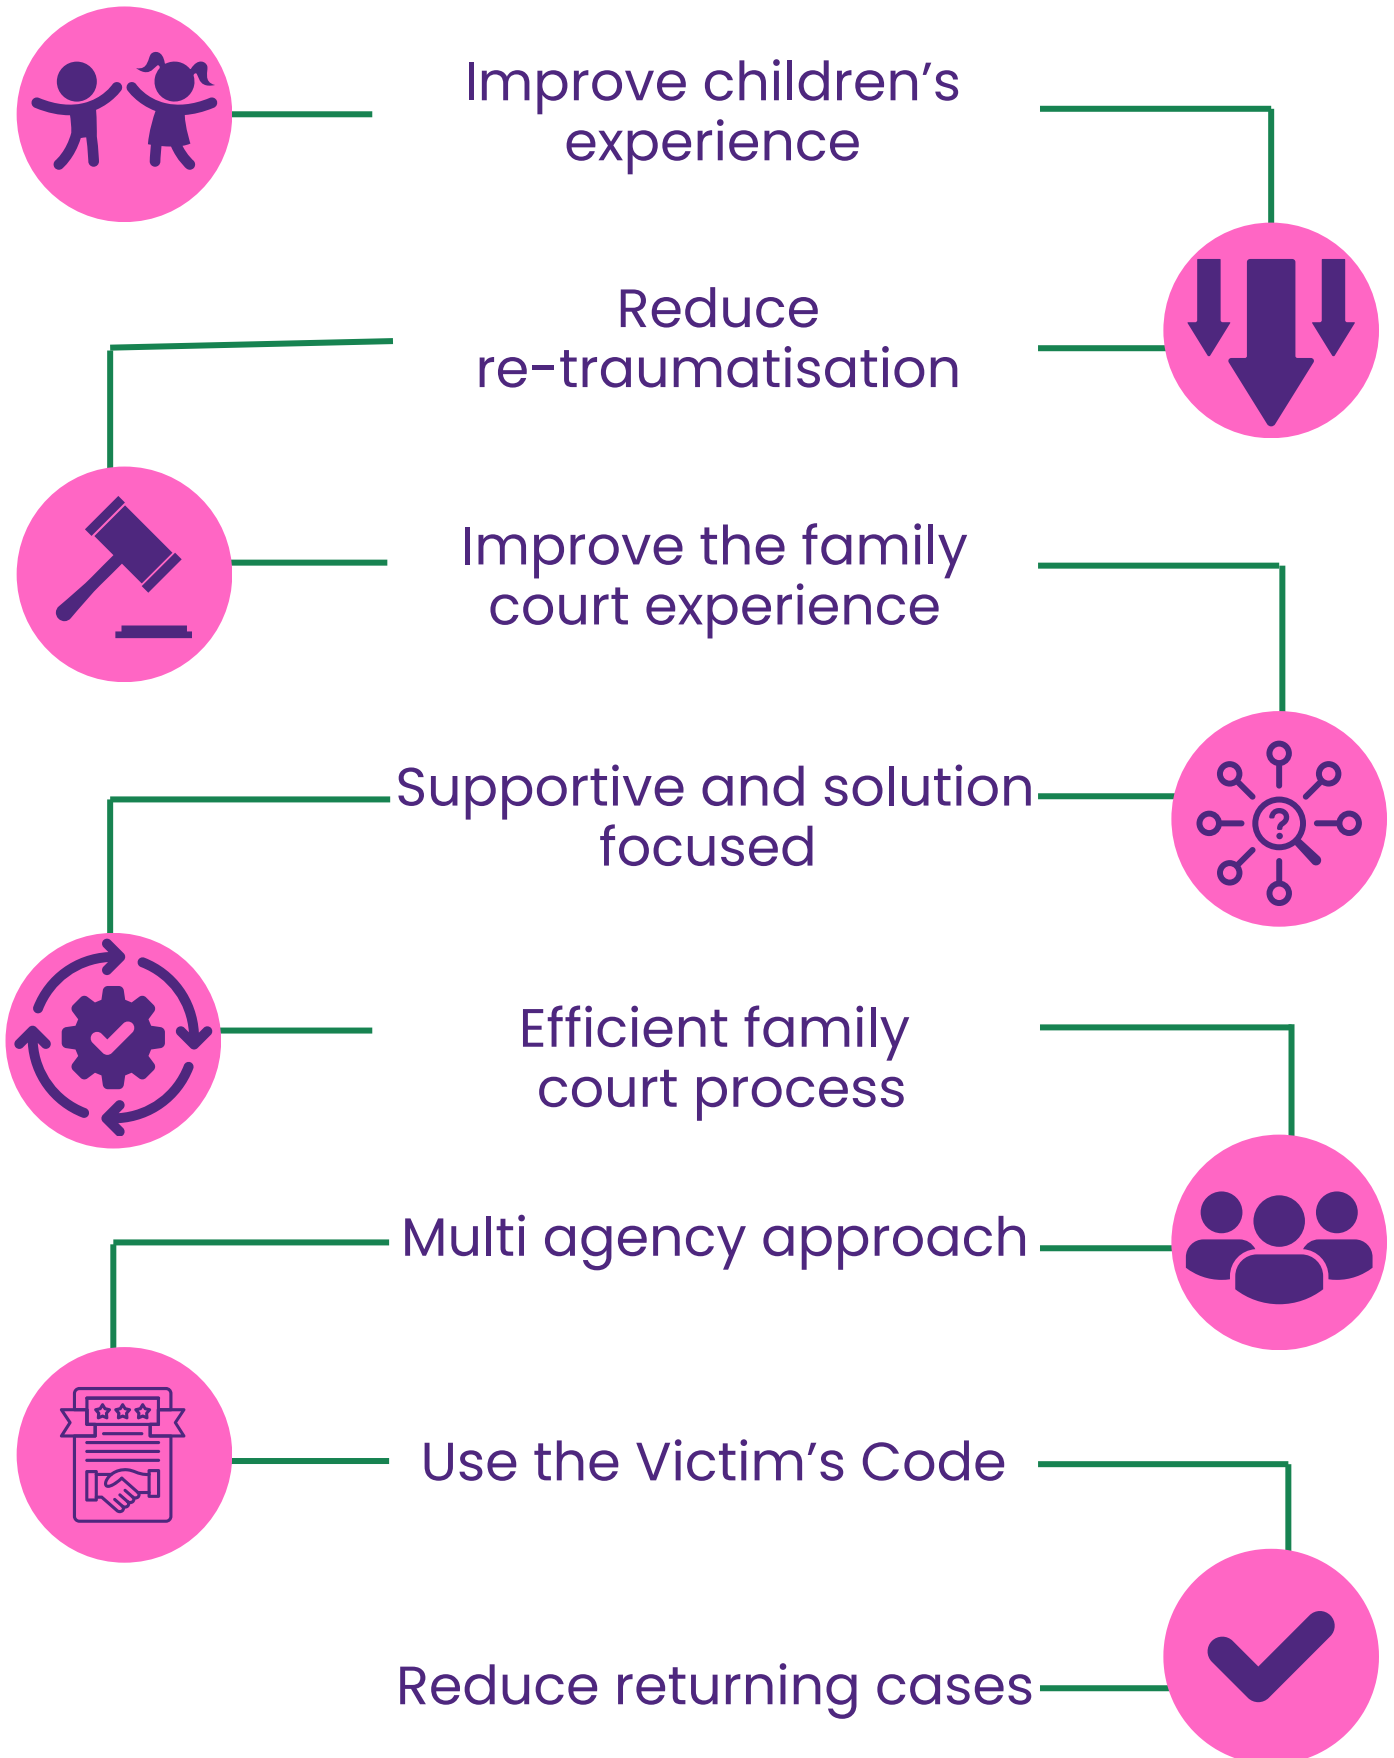 Improve children’s
experience
Reduce
re-traumatisation
Improve the family
court experience
Supportive and solution
focused
?
Efficient family
court process
Multi agency approach
Use the Victim’s Code
Reduce returning cases